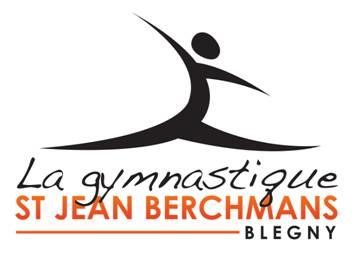 La gymnastique
ST JEAN BERCHMANS
BLEGNY